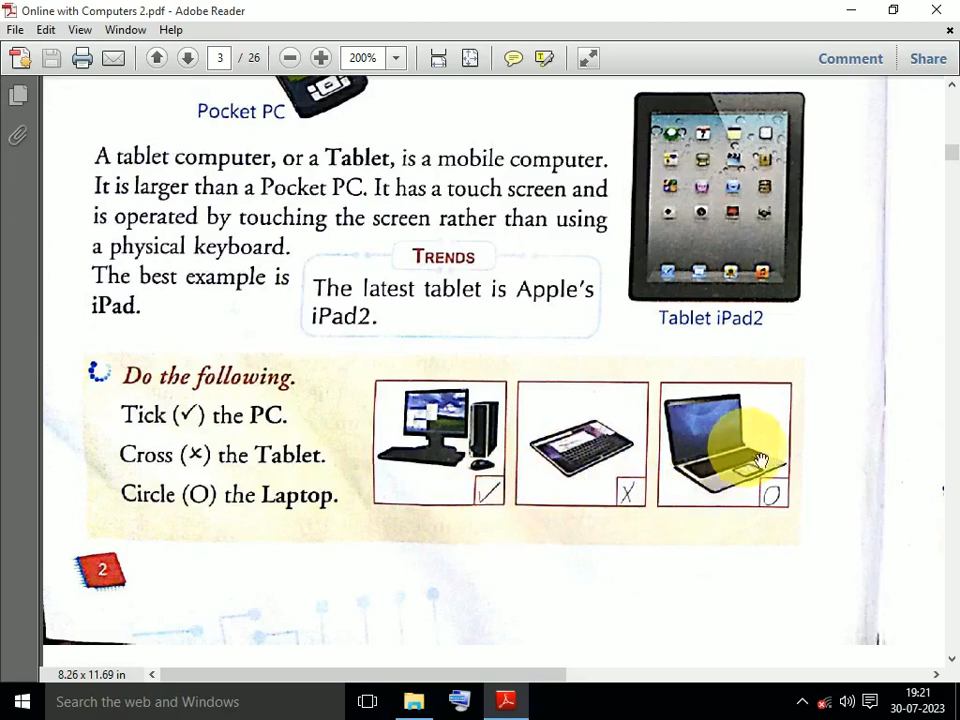 Online with Computers 2.pdf - Adobe Reader
File Edit View Window Help
3 / 26 200% Comment Share
Pocket PC
A tablet computer, or a Tablet, is a mobile computer.
It is larger than a Pocket PC. It has a touch screen and
is operated by touching the screen rather than using
a physical keyboard.
The best example is
iPad.
TRENDS
The latest tablet is Apple's
iPad2.
Tablet iPad2
Do the following.
Tick (✓) the PC.
Cross (×) the Tablet.
Circle (O) the Laptop.
✓ X O
2
8.26 x 11.69 in
Search the web and Windows
19:21
30-07-2023